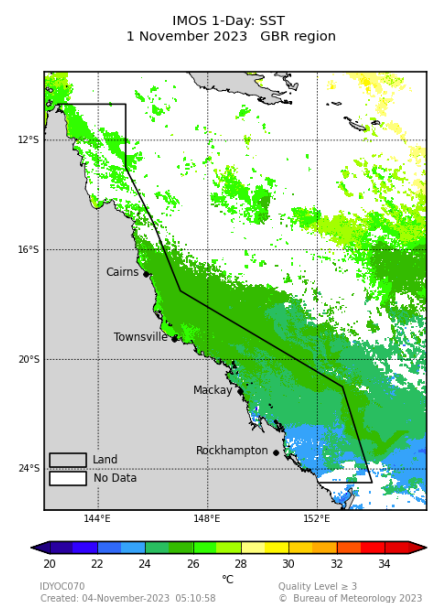 IMOS 1-Day: SST
1 November 2023 GBR region
12°S
16°S
Cairns
Townsville
20°S
Mackay
Rockhampton
Land
24°S
No Data
144°E 148°E 152°E
20 22 24 26 28 30 32 34
°C
IDYOC070 Quality Level ≥ 3
Created: 04-November-2023 05:10:58 © Bureau of Meteorology 2023